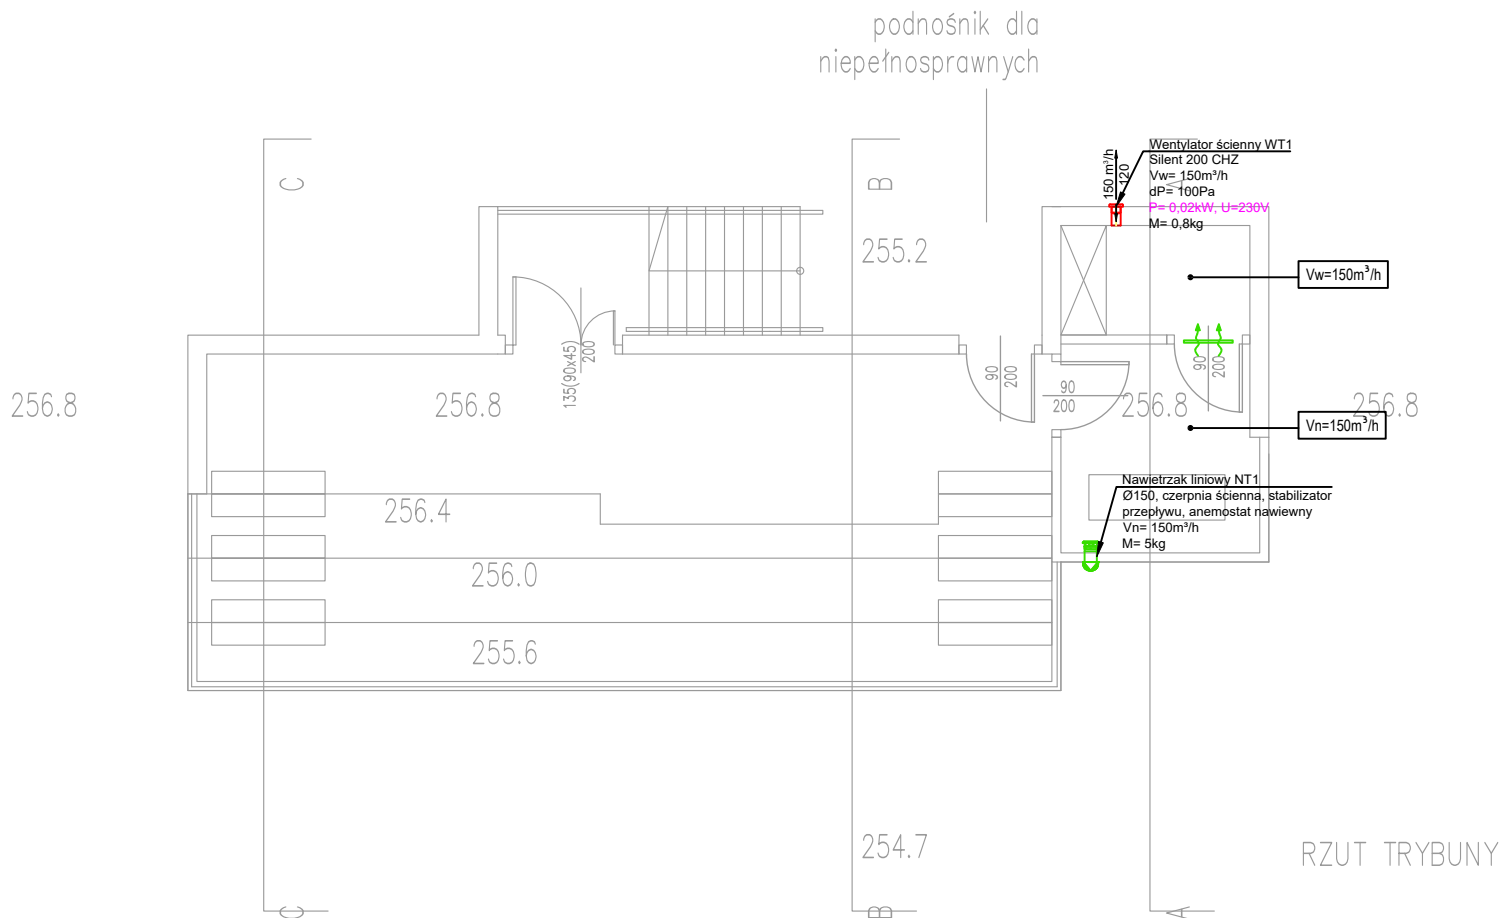 podnośnik dla
niepełnosprawnych
C
B
A
150 m³/h
120
Wentylator ścienny WT1
Silent 200 CHZ
Vw= 150m³/h
dP= 100Pa
P= 0,02kW, U=230V
M= 0,8kg
255.2
Vw=150m³/h
135(90x45)
200
90
200
90
200
90
200
256.8
256.8
256.8
256.8
Vn=150m³/h
Nawietrzak liniowy NT1
Ø150, czerpnia ścienna, stabilizator
przepływu, anemostat nawiewny
Vn= 150m³/h
M= 5kg
256.4
256.0
255.6
254.7
RZUT TRYBUNY
C
B
A